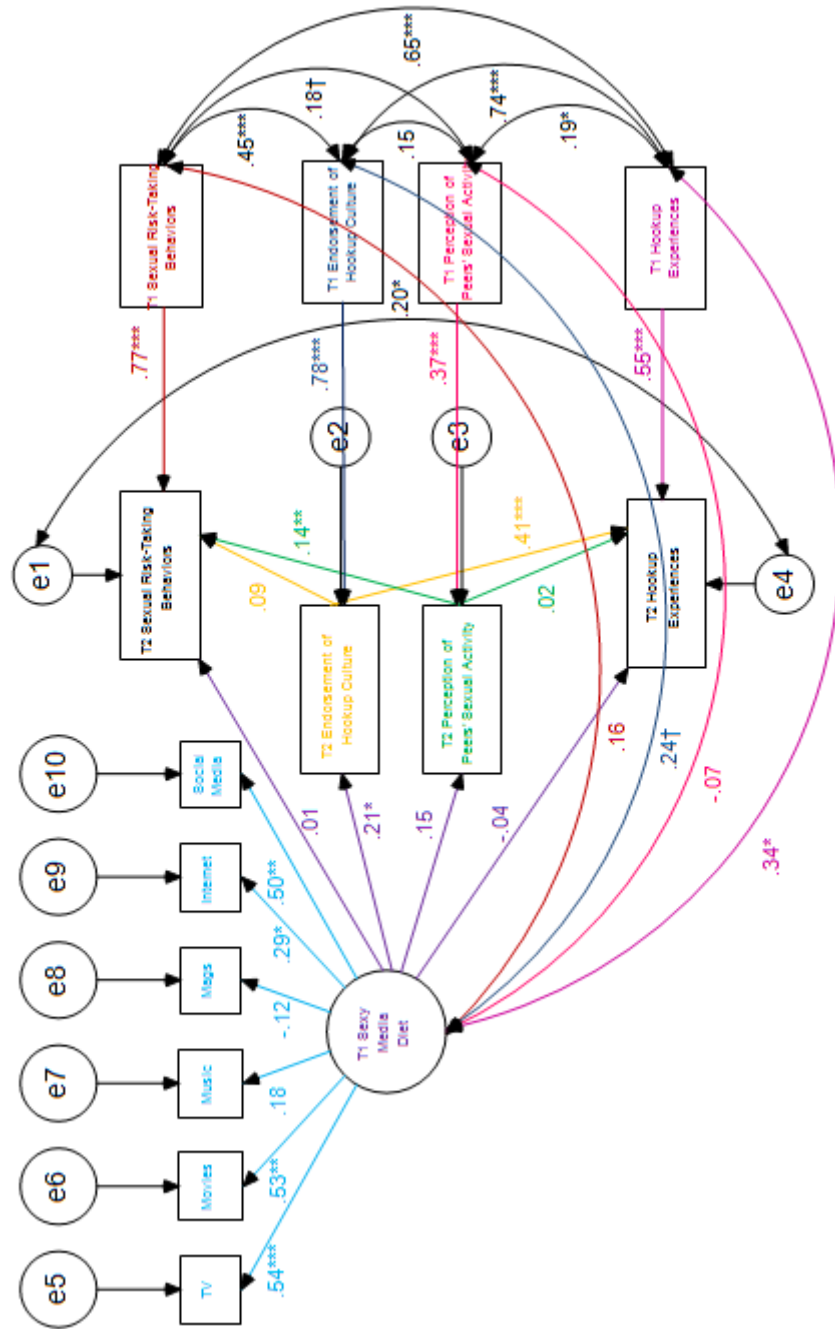 e1
e2
e3
e4
e5
e6
e7
e8
e9
e10
TV
Movies
Music
Mags
Internet
Social
Media
T1 Sexy
Media
Diet
T2 Sexual Risk-Taking
Behaviors
T2 Endorsement of
Hookup Culture
T2 Perception of
Peers' Sexual Activity
T2 Hookup
Experiences
T1 Sexual Risk-Taking
Behaviors
T1 Endorsement of
Hookup Culture
T1 Perception of
Peers' Sexual Activity
T1 Hookup
Experiences
.54***
.53**
.18
-.12
.29*
.50**
.01
.21*
.15
-.04
.09
.14**
.41***
.02
.77***
.78***
.37***
.55***
.20*
.45***
.18†
.65***
.15
.74***
.19*
.16
.24†
-.07
.34*